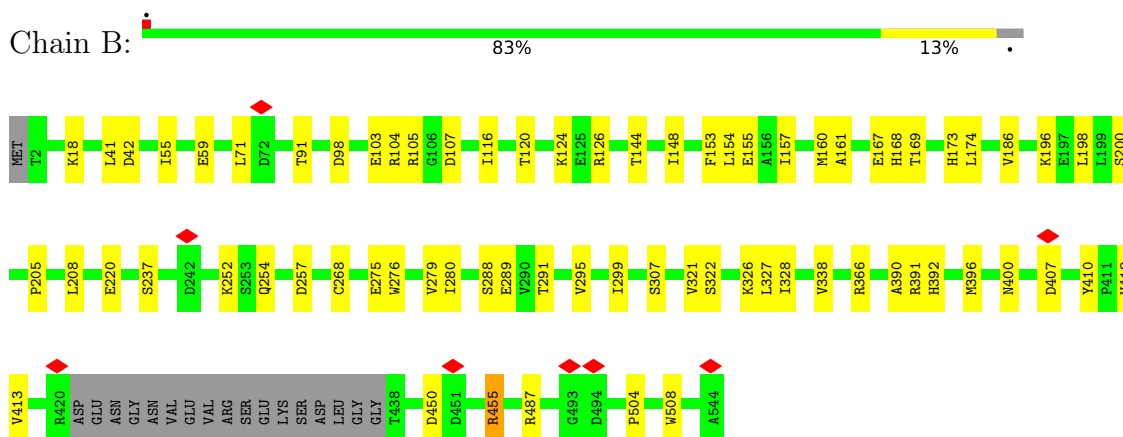 Chain B:
83% 13%
MET T2 K18 L41 D42 I55 E59 L71 D72 T91 D98 E103 R104 R105 G106 D107 I116 T120 K124 E125 R126 T144 I148 F153 L154 E155 A156 I157 M160 A161 E167 H168 T169 H173 L174 V186 K196 E197 L198 L199 S200
P205 L208 E220 S237 D242 K252 S253 Q254 D257 C268 E275 W276 V279 I280 S288 E289 V290 T291 V295 I299 S307 V321 S322 K326 L327 I328 V338 R366 A390 R391 H392 M396 N400 D407 Y410 P411
V413 R420 ASP GLU ASN GLY ASN VAL GLU VAL VAL ARG SER GLU LYS SER ASP LEU GLY GLY T438 D450 D451 R455 R487 G493 D494 P504 W508 A544